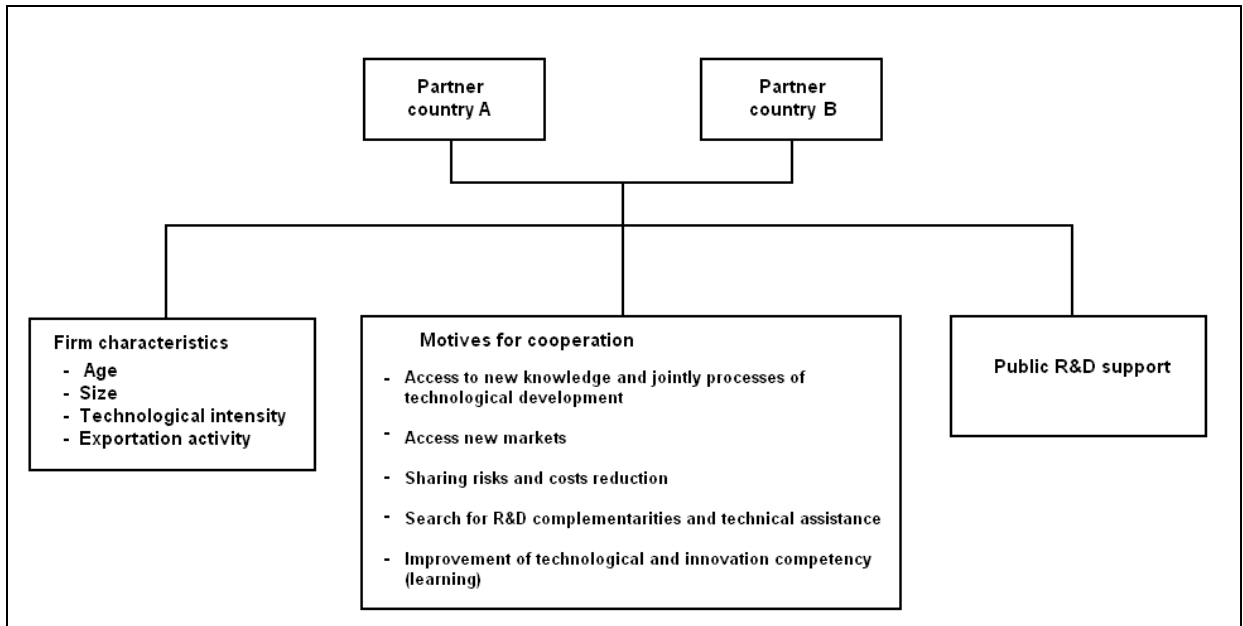 Partner
country A
Partner
country B
Firm characteristics
- Age
- Size
- Technological intensity
- Exportation activity
Motives for cooperation
- Access to new knowledge and jointly processes of
technological development
- Access new markets
- Sharing risks and costs reduction
- Search for R&D complementarities and technical assistance
- Improvement of technological and innovation competency
(learning)
Public R&D support